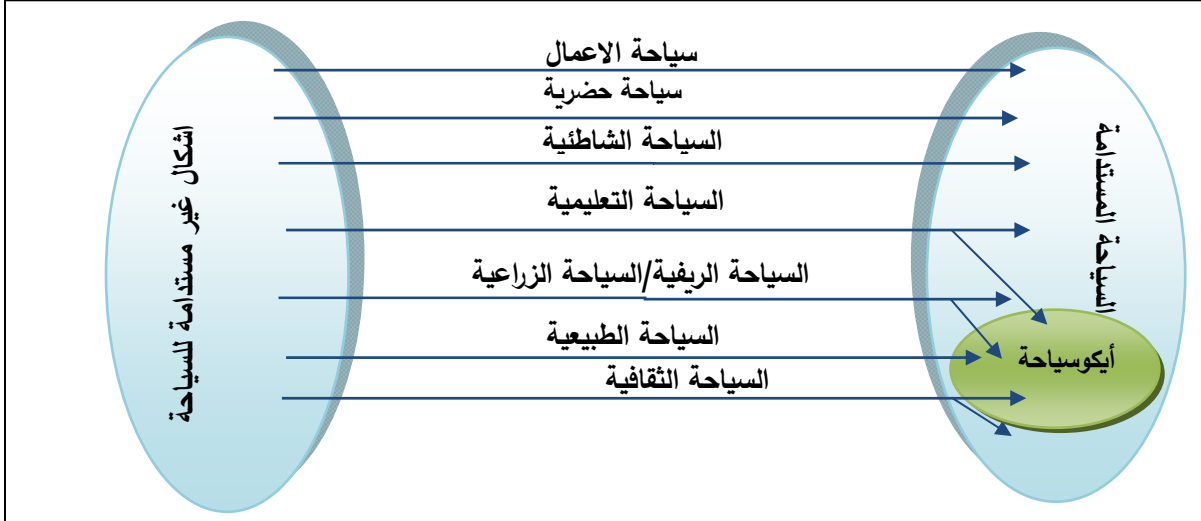 سياحة الاعمال
سياحة حضرية
السياحة الشاطئية
السياحة التعليمية
السياحة الريفية/السياحة الزراعية
السياحة الطبيعية
السياحة الثقافية
السياحة المستدامة
أيكوسياحة
اشكال غير مستدامة للسياحة